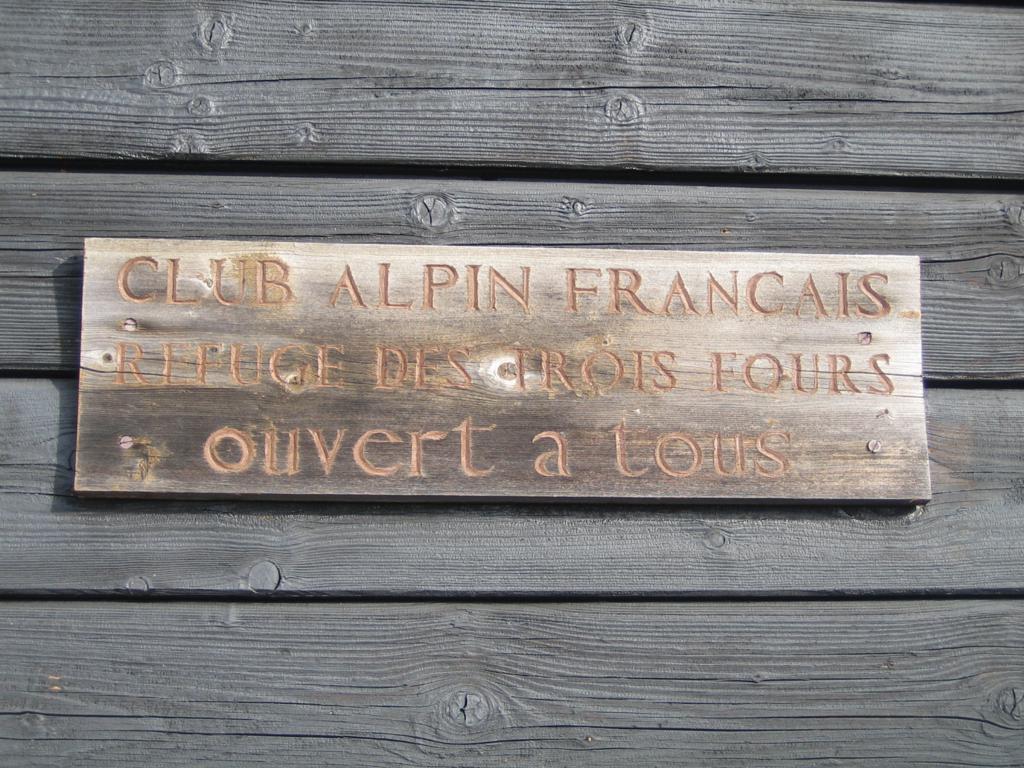 CLUB ALPIN FRANCAIS
REFUGE DES TROIS FOURS
ouvert a tous